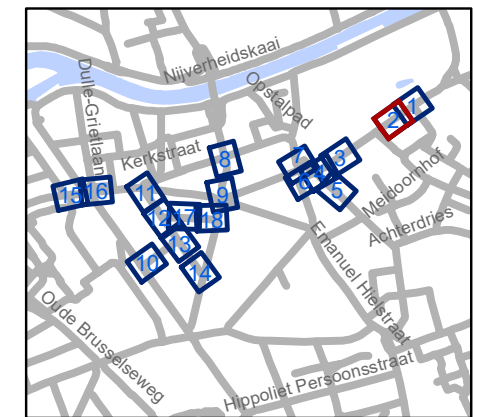 Nijverheidskaai
Dulle-Grietlaan
Opstalpad
Kerkstraat
1
2
3
4
5
6
7
8
9
10
11
12
13
14
15
16
17
18
Meidoornhof
Achterdries
Emanuel Hielstraat
Oude Brusselseweg
Hippoliet Persoonsstraat